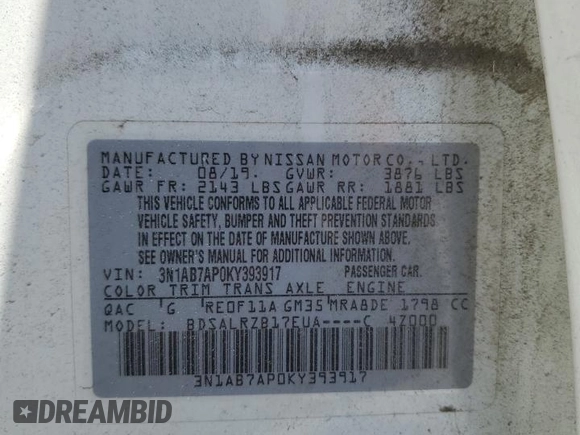 MANUFACTURED BY NISSAN MOTOR CO., LTD.
DATE: 08/19. GVWR: 3876 LBS
GAWR FR: 2143 LBS GAWR RR: 1881 LBS
THIS VEHICLE CONFORMS TO ALL APPLICABLE FEDERAL MOTOR
VEHICLE SAFETY, BUMPER AND THEFT PREVENTION STANDARDS
IN EFFECT ON THE DATE OF MANUFACTURE SHOWN ABOVE.
SEE OWNER'S MANUAL FOR ADDITIONAL INFORMATION.
VIN: 3N1AB7AP0KY393917 PASSENGER CAR.
COLOR TRIM TRANS AXLE ENGINE
QAC G RE0F11A GM35 MRA8DE 1798 CC
MODEL: BDSALRZB17EUA----C 47000
3N1AB7AP0KY393917
DREAMBID